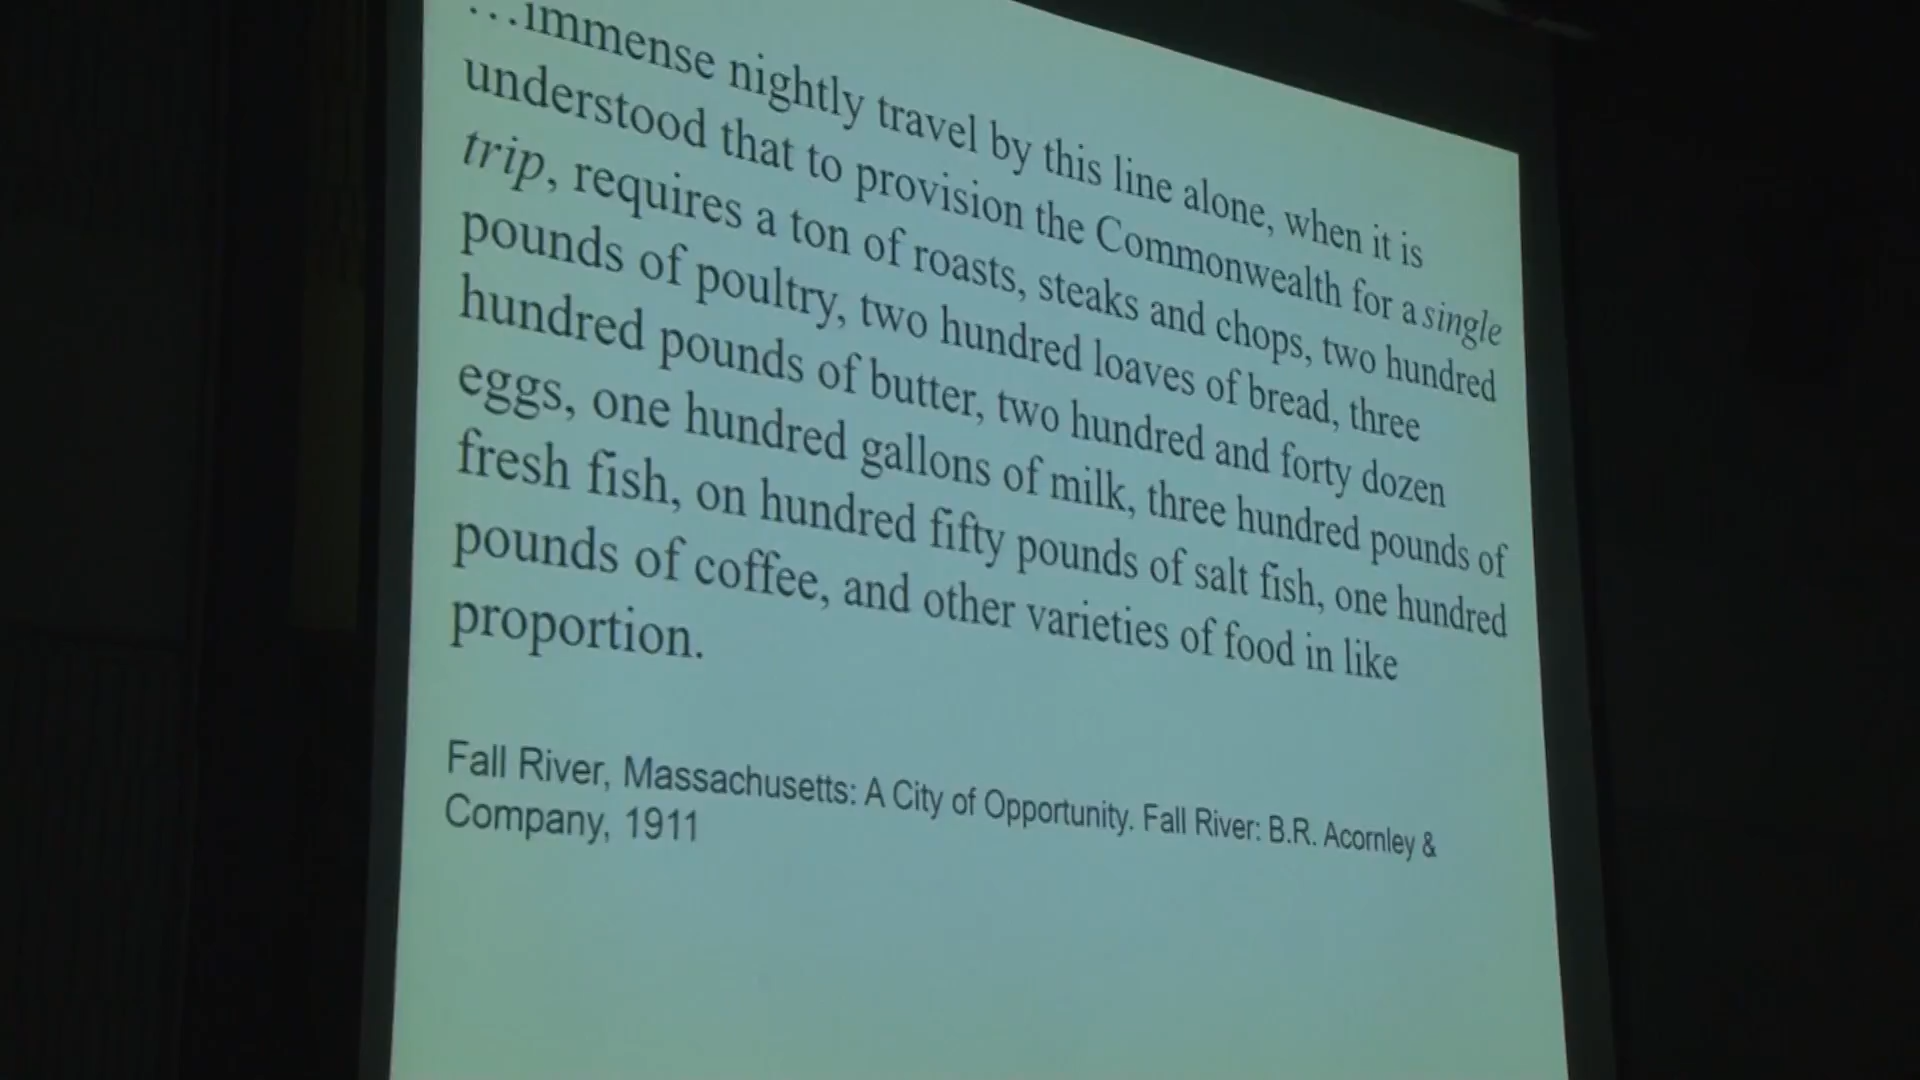 …immense nightly travel by this line alone, when it is
understood that to provision the Commonwealth for a single
trip, requires a ton of roasts, steaks and chops, two hundred
pounds of poultry, two hundred loaves of bread, three
hundred pounds of butter, two hundred and forty dozen
eggs, one hundred gallons of milk, three hundred pounds of
fresh fish, on hundred fifty pounds of salt fish, one hundred
pounds of coffee, and other varieties of food in like
proportion.
Fall River, Massachusetts: A City of Opportunity. Fall River: B.R. Acornley &
Company, 1911